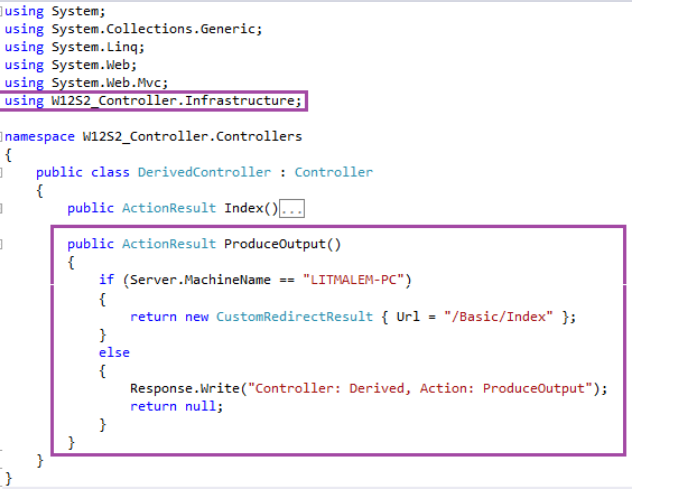 using System;
using System.Collections.Generic;
using System.Linq;
using System.Web;
using System.Web.Mvc;
using W12S2_Controller.Infrastructure;
namespace W12S2_Controller.Controllers
{
public class DerivedController : Controller
{
public ActionResult Index()...
public ActionResult ProduceOutput()
{
if (Server.MachineName == "LITMALEM-PC")
{
return new CustomRedirectResult { Url = "/Basic/Index" };
}
else
{
Response.Write("Controller: Derived, Action: ProduceOutput");
return null;
}
}
}
}